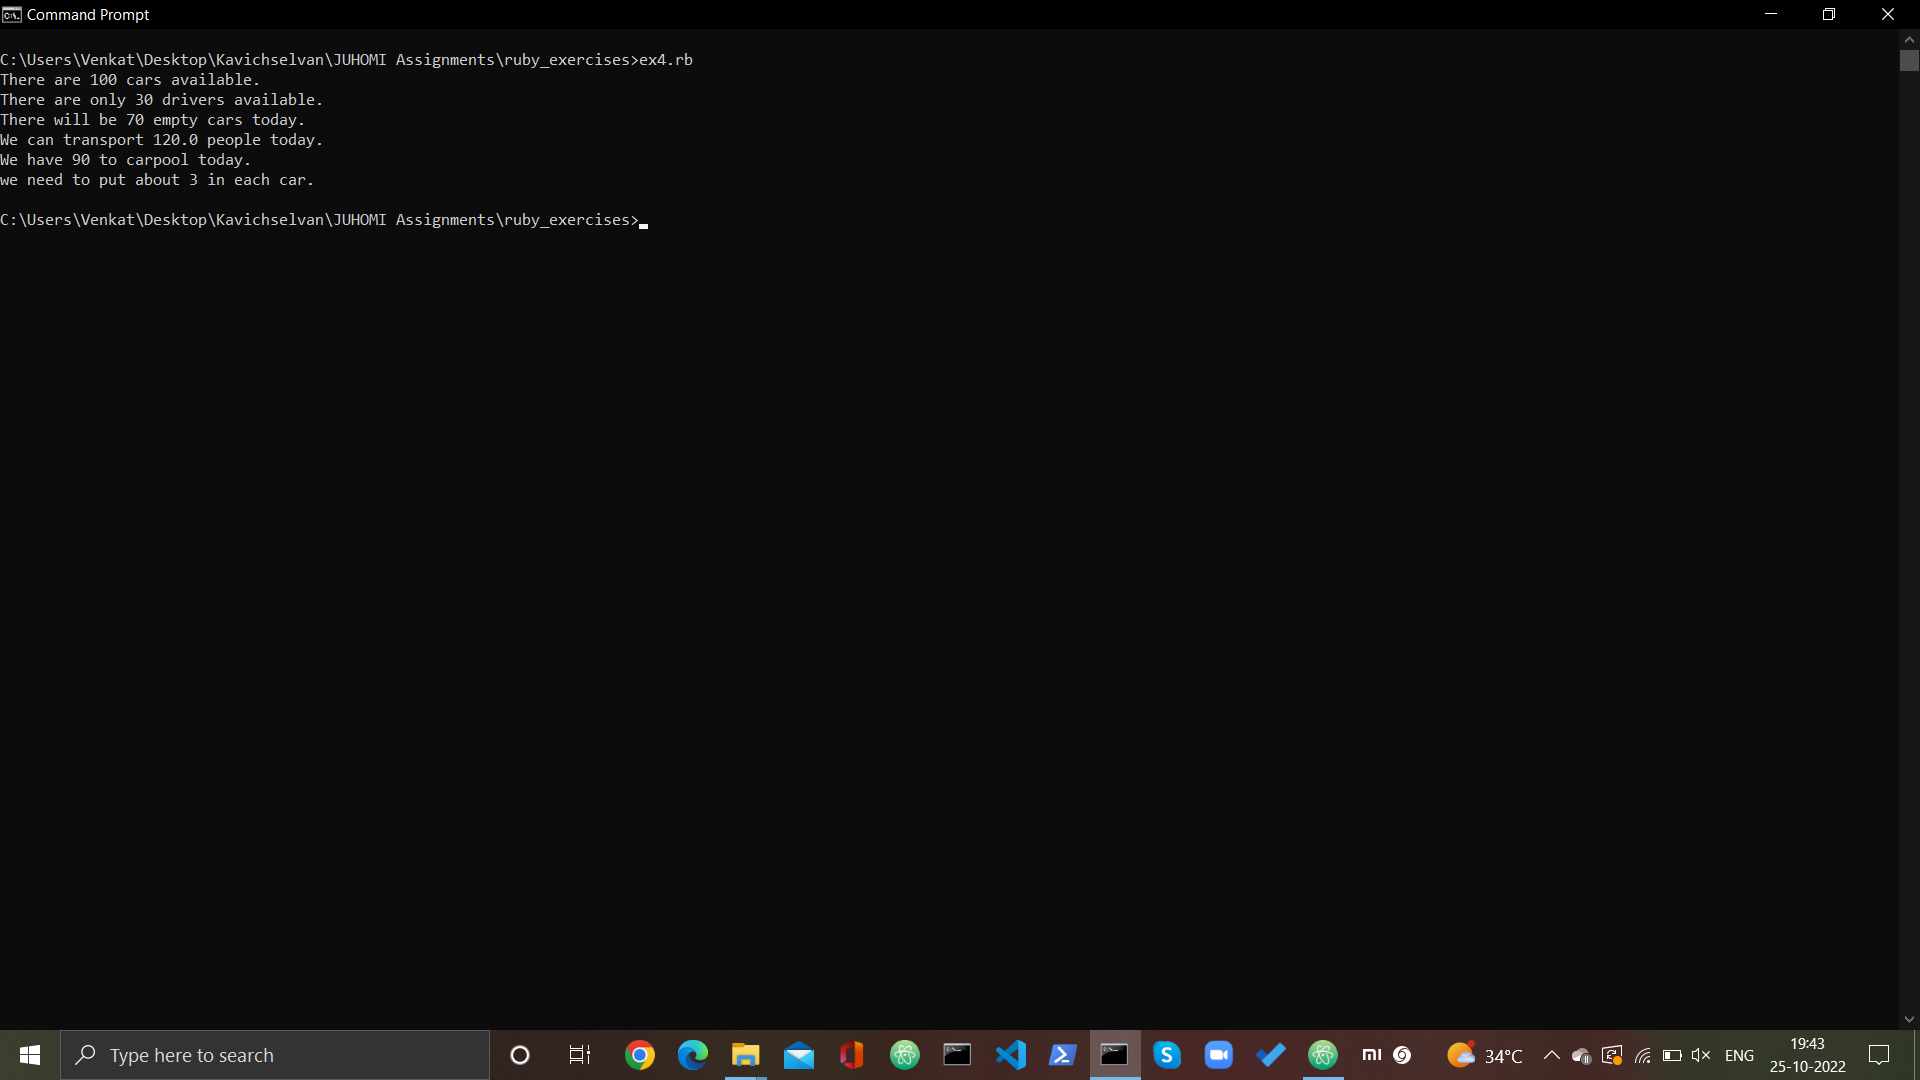 Command Prompt
C:\Users\Venkat\Desktop\Kavichselvan\JUHOMI Assignments\ruby_exercises>ex4.rb
There are 100 cars available.
There are only 30 drivers available.
There will be 70 empty cars today.
We can transport 120.0 people today.
We have 90 to carpool today.
we need to put about 3 in each car.
C:\Users\Venkat\Desktop\Kavichselvan\JUHOMI Assignments\ruby_exercises>
Type here to search
34°C
ENG
19:43
25-10-2022